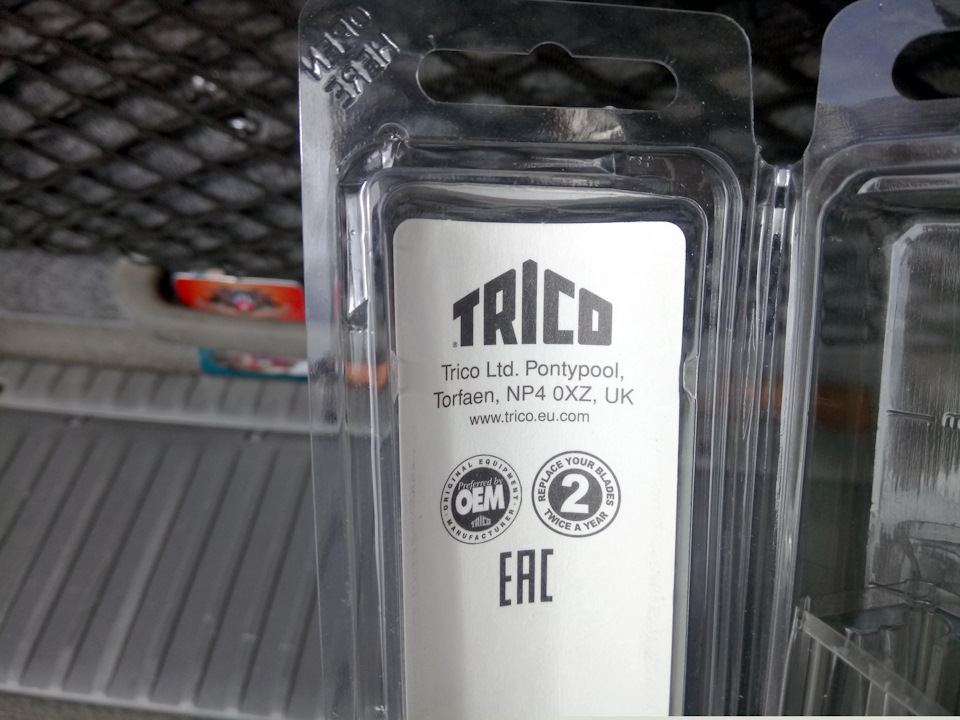 OPEN
HERE
TRICO
Trico Ltd. Pontypool,
Torfaen, NP4 0XZ, UK
www.trico.eu.com
ORIGINAL EQUIPMENT
Preferred by
OEM
TRICO
MANUFACTURER
REPLACE YOUR BLADES
2
TWICE A YEAR
EAC